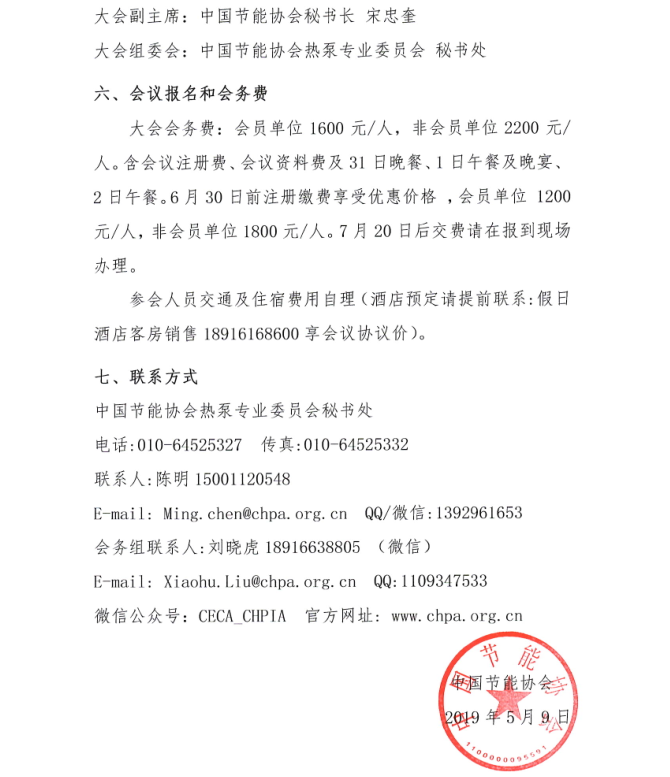 大会副主席：中国节能协会秘书长 宋忠奎
大会组委会：中国节能协会热泵专业委员会 秘书处
六、会议报名和会务费
大会会务费：会员单位 1600 元/人，非会员单位 2200 元/
人。含会议注册费、会议资料费及 31 日晚餐、1 日午餐及晚宴、
2 日午餐。6 月 30 日前注册缴费享受优惠价格 ，会员单位 1200
元/人，非会员单位 1800 元/人。7 月 20 日后交费请在报到现场
办理。
参会人员交通及住宿费用自理（酒店预定请提前联系:假日
酒店客房销售 18916168600 享会议协议价）。
七、联系方式
中国节能协会热泵专业委员会秘书处
电话:010-64525327 传真:010-64525332
联系人:陈明 15001120548
E-mail: Ming.chen@chpa.org.cn QQ/微信:1392961653
会务组联系人:刘晓虎 18916638805 （微信）
E-mail: Xiaohu.Liu@chpa.org.cn QQ:1109347533
微信公众号: CECA_CHPIA 官方网址: www.chpa.org.cn
中国节能协会
中国节能协会
2019 年 5 月 9 日
1100000095591